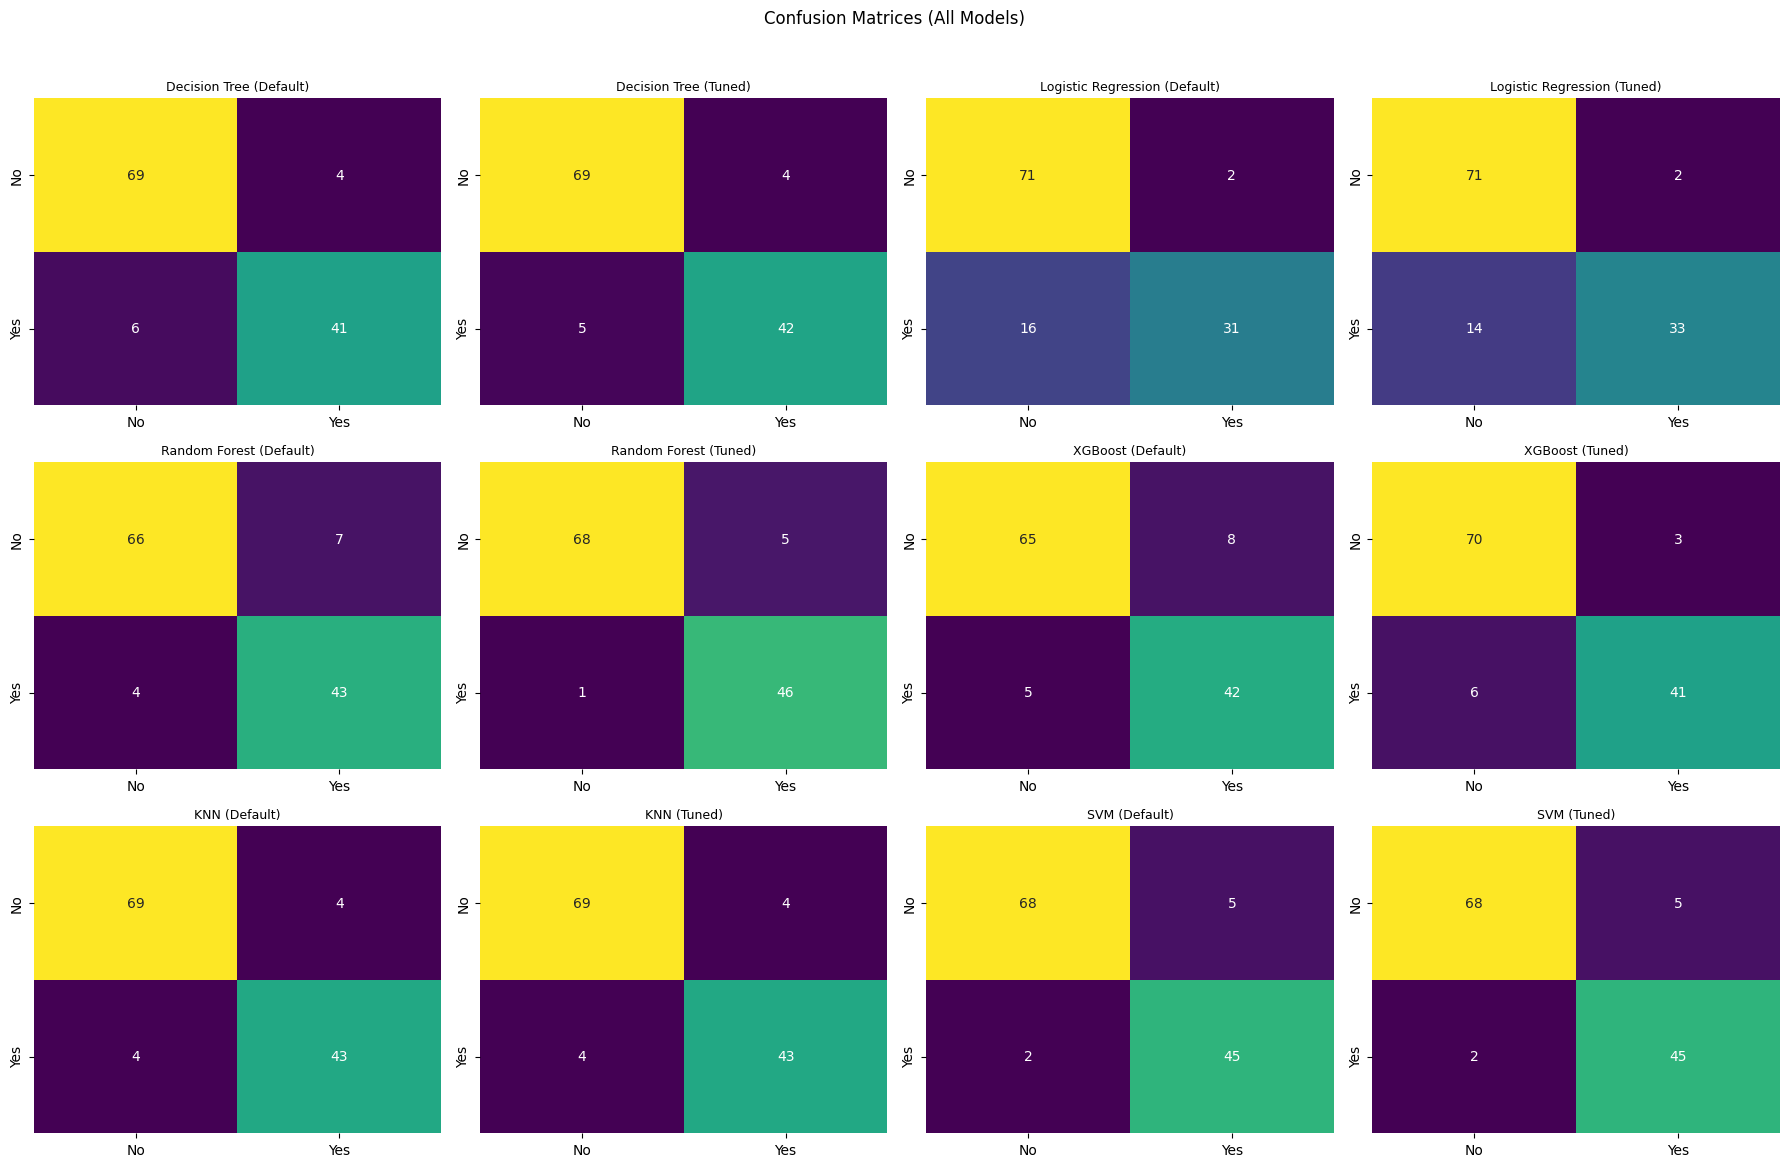 Confusion Matrices (All Models)
Decision Tree (Default)
No
69
4
Yes
6
41
No
Yes
Decision Tree (Tuned)
No
69
4
Yes
5
42
No
Yes
Logistic Regression (Default)
No
71
2
Yes
16
31
No
Yes
Logistic Regression (Tuned)
No
71
2
Yes
14
33
No
Yes
Random Forest (Default)
No
66
7
Yes
4
43
No
Yes
Random Forest (Tuned)
No
68
5
Yes
1
46
No
Yes
XGBoost (Default)
No
65
8
Yes
5
42
No
Yes
XGBoost (Tuned)
No
70
3
Yes
6
41
No
Yes
KNN (Default)
No
69
4
Yes
4
43
No
Yes
KNN (Tuned)
No
69
4
Yes
4
43
No
Yes
SVM (Default)
No
68
5
Yes
2
45
No
Yes
SVM (Tuned)
No
68
5
Yes
2
45
No
Yes